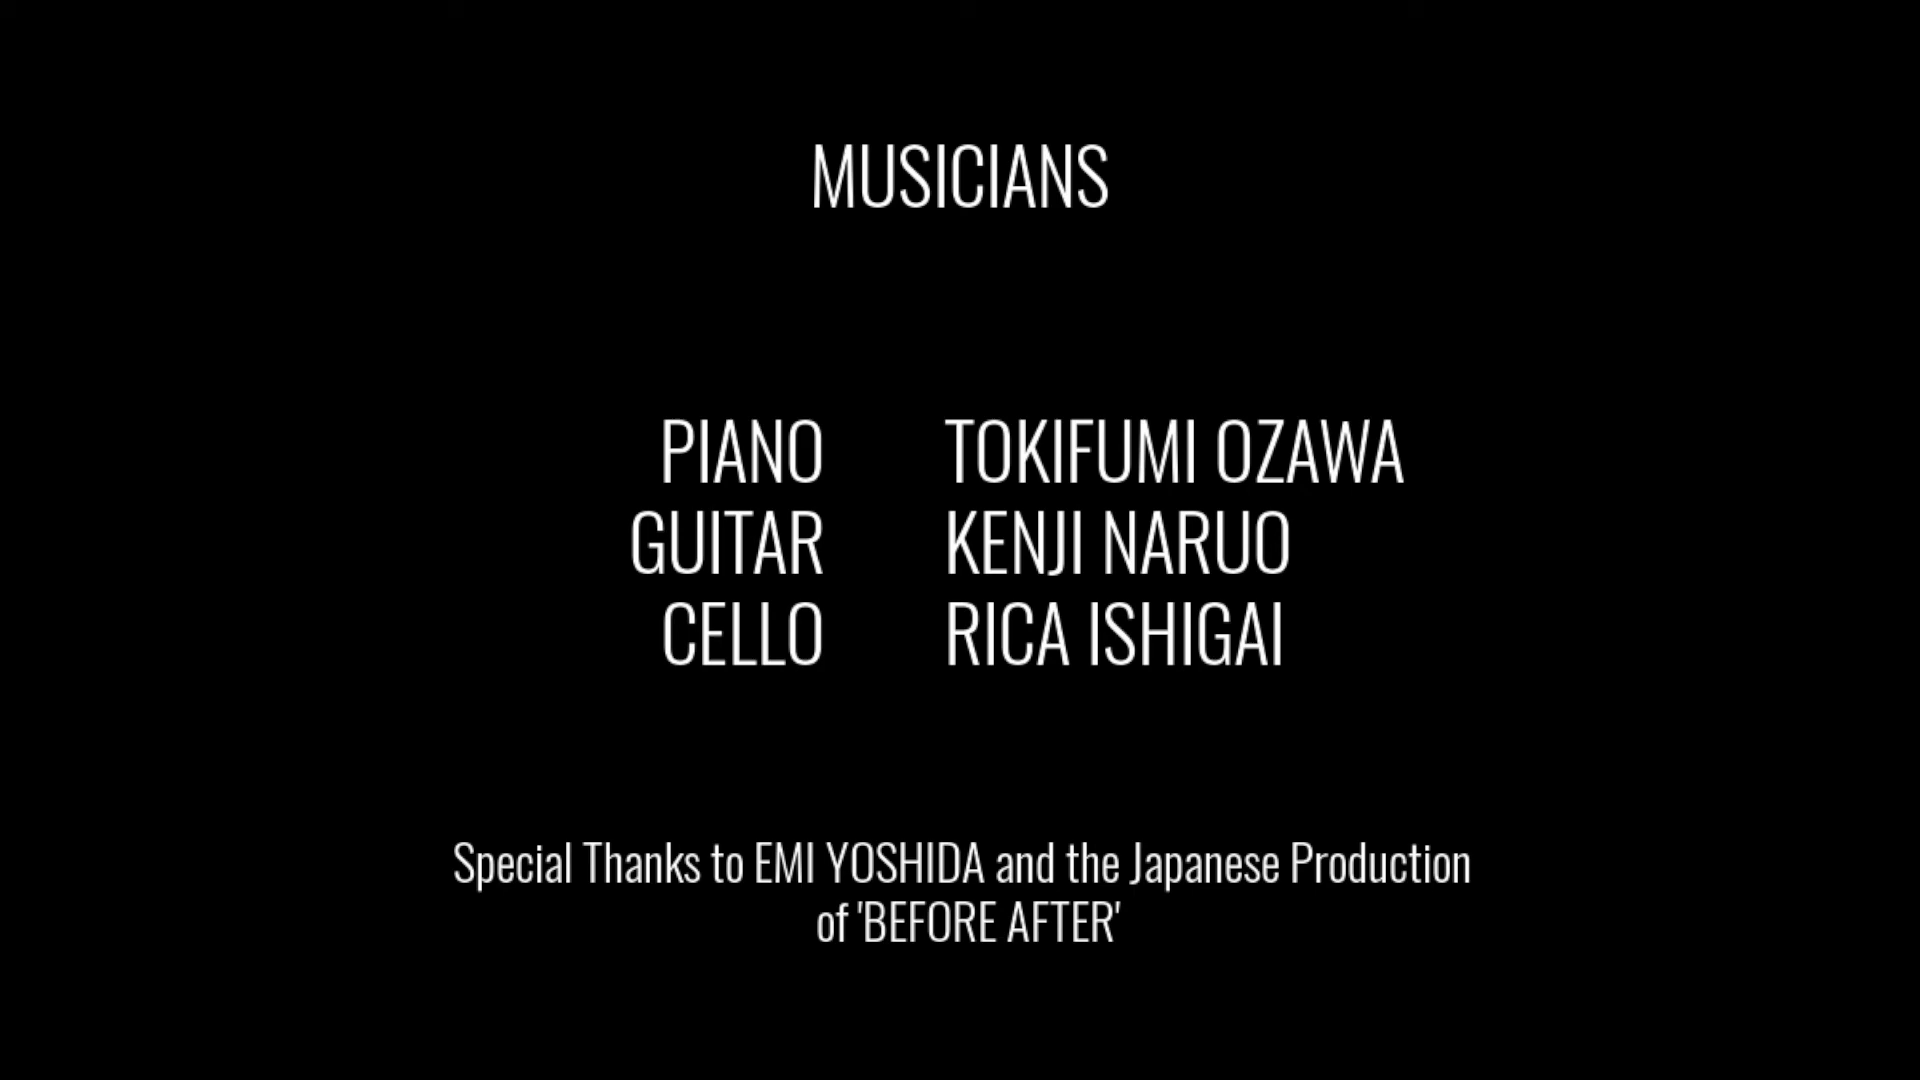 MUSICIANS
PIANO TOKIFUMI OZAWA
GUITAR KENJI NARUO
CELLO RICA ISHIGAI
Special Thanks to EMI YOSHIDA and the Japanese Production
of 'BEFORE AFTER'